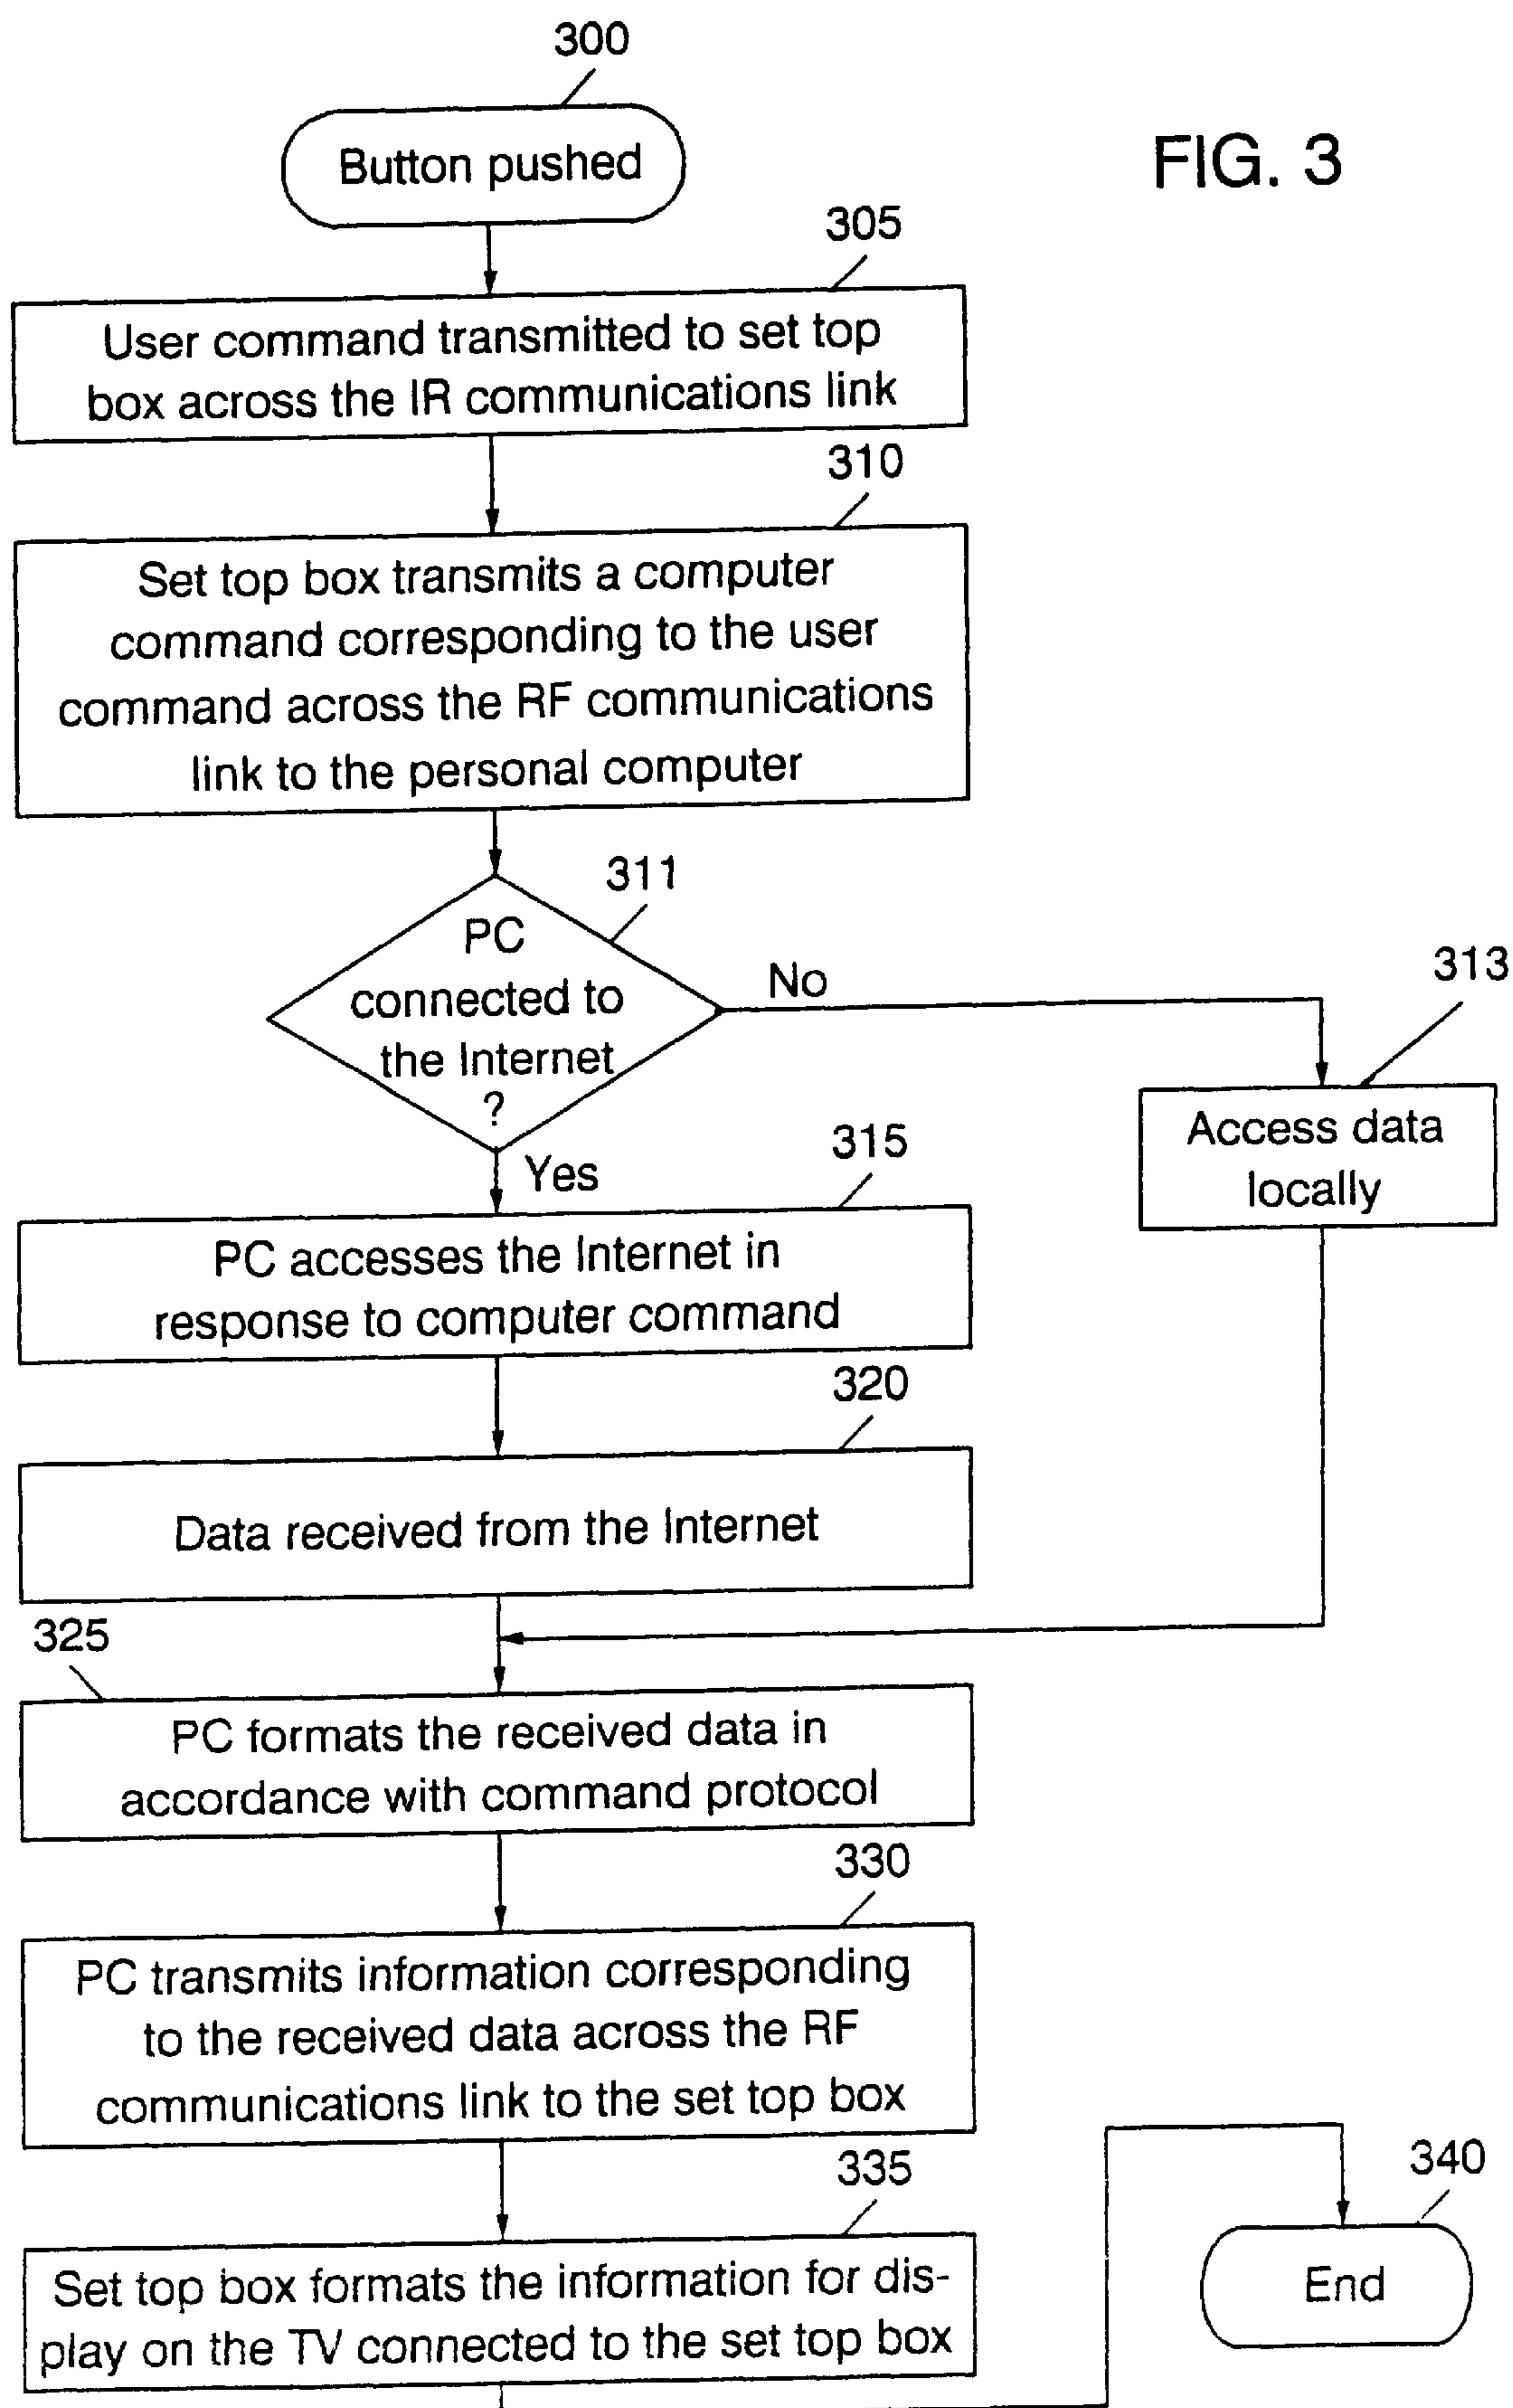 300
Button pushed
FIG. 3
305
User command transmitted to set top
box across the IR communications link
310
Set top box transmits a computer
command corresponding to the user
command across the RF communications
link to the personal computer
311
PC
connected to
the Internet
?
No
313
Access data
locally
Yes
315
PC accesses the Internet in
response to computer command
320
Data received from the Internet
325
PC formats the received data in
accordance with command protocol
330
PC transmits information corresponding
to the received data across the RF
communications link to the set top box
335
Set top box formats the information for dis-
play on the TV connected to the set top box
340
End